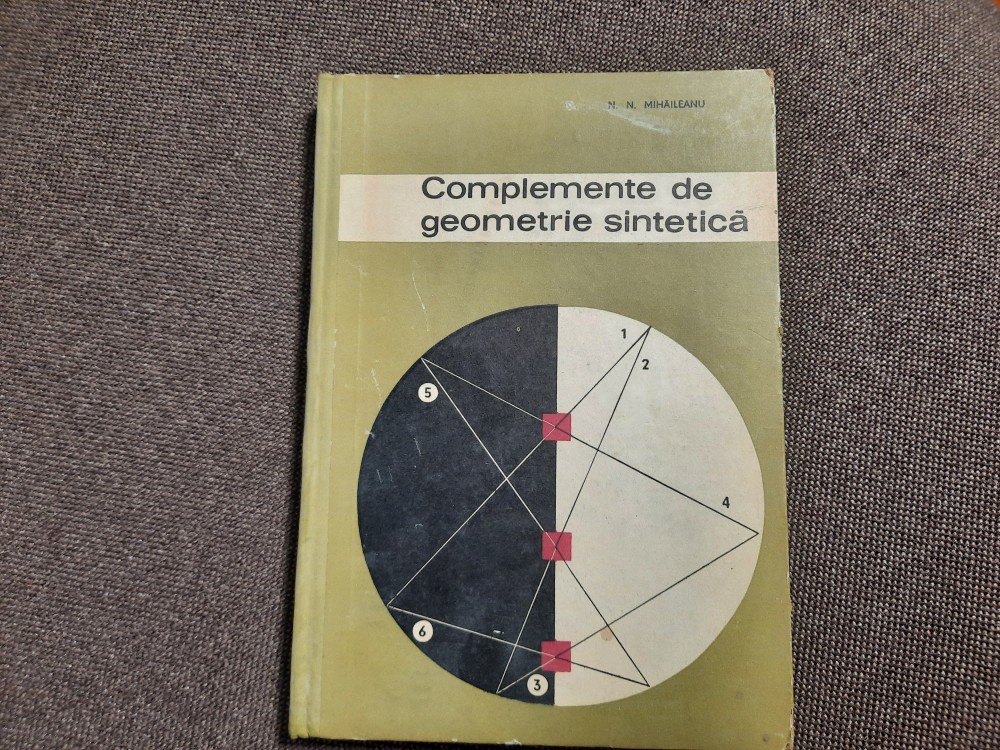 N. N. MIHĂILEANU
Complemente de
geometrie sintetică
1
2
5
4
6
3